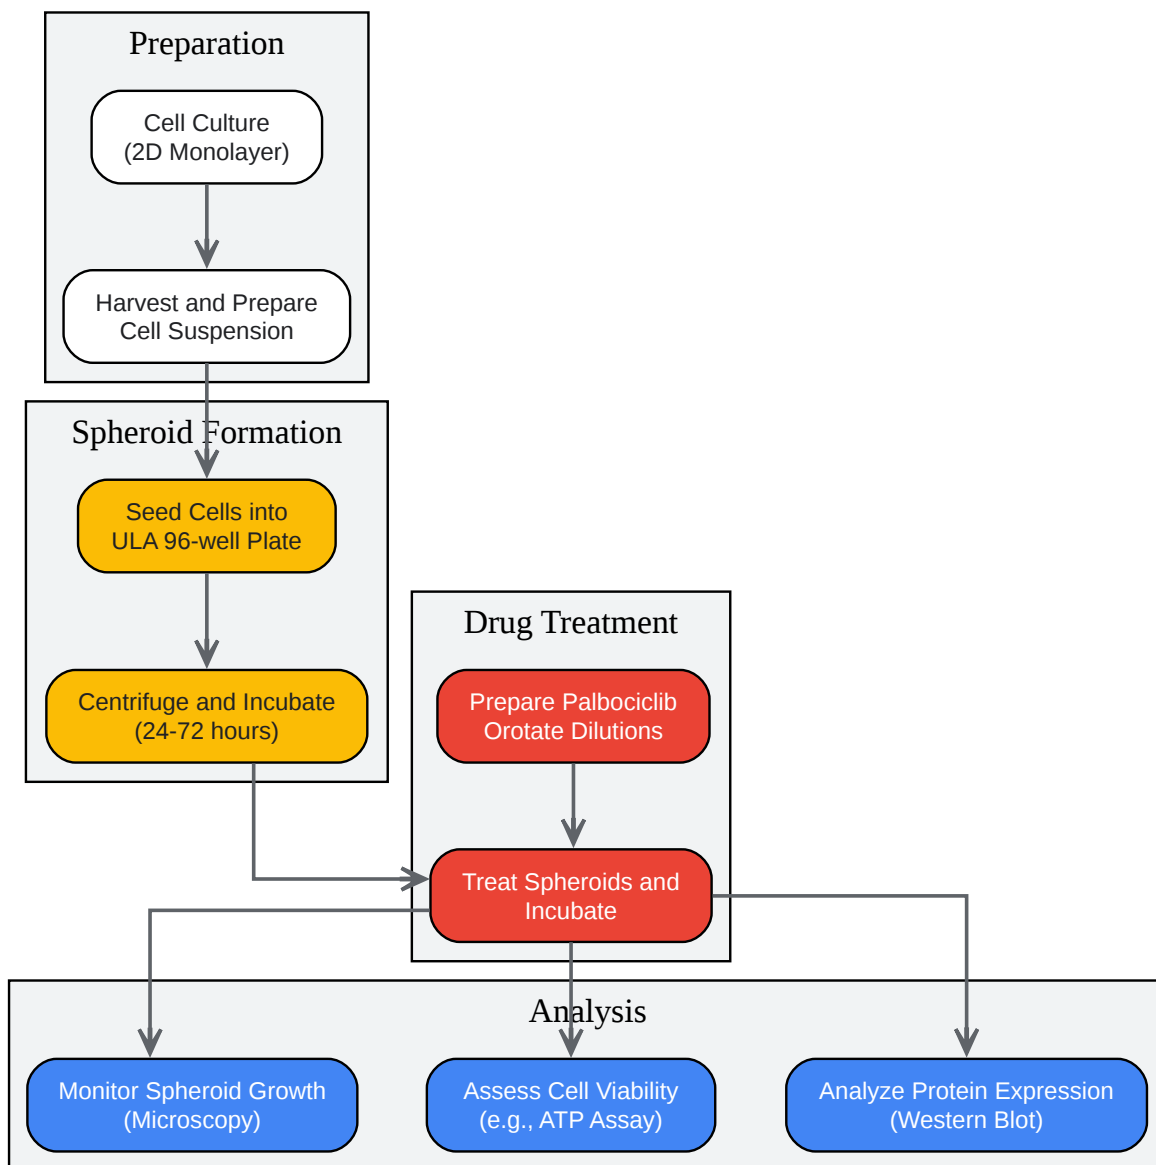 Preparation
Cell Culture
(2D Monolayer)
Harvest and Prepare
Cell Suspension
Spheroid Formation
Seed Cells into
ULA 96-well Plate
Centrifuge and Incubate
(24-72 hours)
Drug Treatment
Prepare Palbociclib
Orotate Dilutions
Treat Spheroids and
Incubate
Analysis
Monitor Spheroid Growth
(Microscopy)
Assess Cell Viability
(e.g., ATP Assay)
Analyze Protein Expression
(Western Blot)